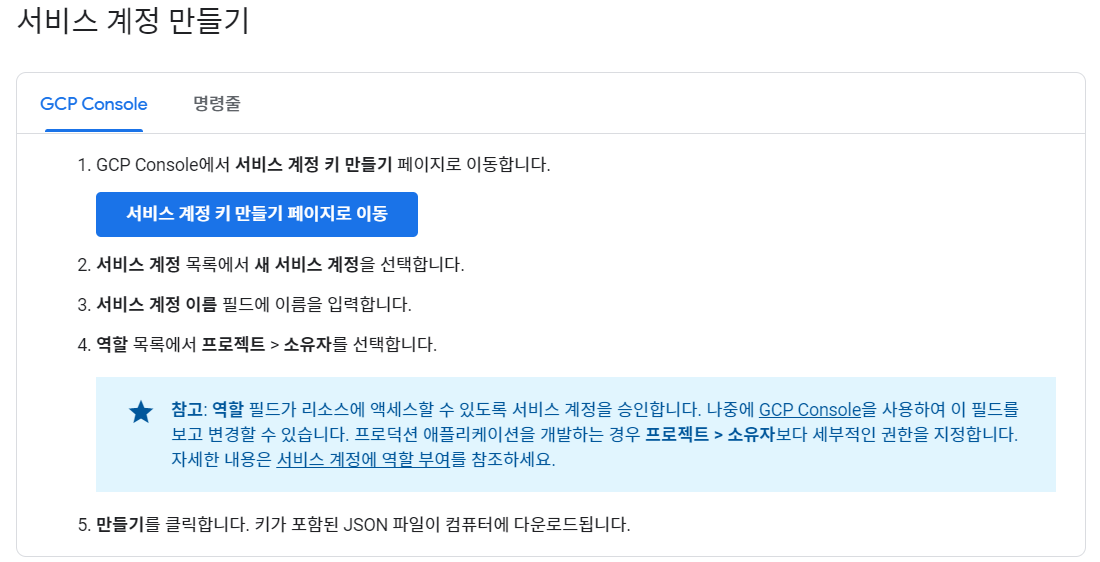 서비스 계정 만들기
GCP Console 명령줄
1. GCP Console에서 서비스 계정 키 만들기 페이지로 이동합니다.
서비스 계정 키 만들기 페이지로 이동
2. 서비스 계정 목록에서 새 서비스 계정을 선택합니다.
3. 서비스 계정 이름 필드에 이름을 입력합니다.
4. 역할 목록에서 프로젝트 > 소유자를 선택합니다.
참고: 역할 필드가 리소스에 액세스할 수 있도록 서비스 계정을 승인합니다. 나중에 GCP Console을 사용하여 이 필드를
보고 변경할 수 있습니다. 프로덕션 애플리케이션을 개발하는 경우 프로젝트 > 소유자보다 세부적인 권한을 지정합니다.
자세한 내용은 서비스 계정에 역할 부여를 참조하세요.
5. 만들기를 클릭합니다. 키가 포함된 JSON 파일이 컴퓨터에 다운로드됩니다.